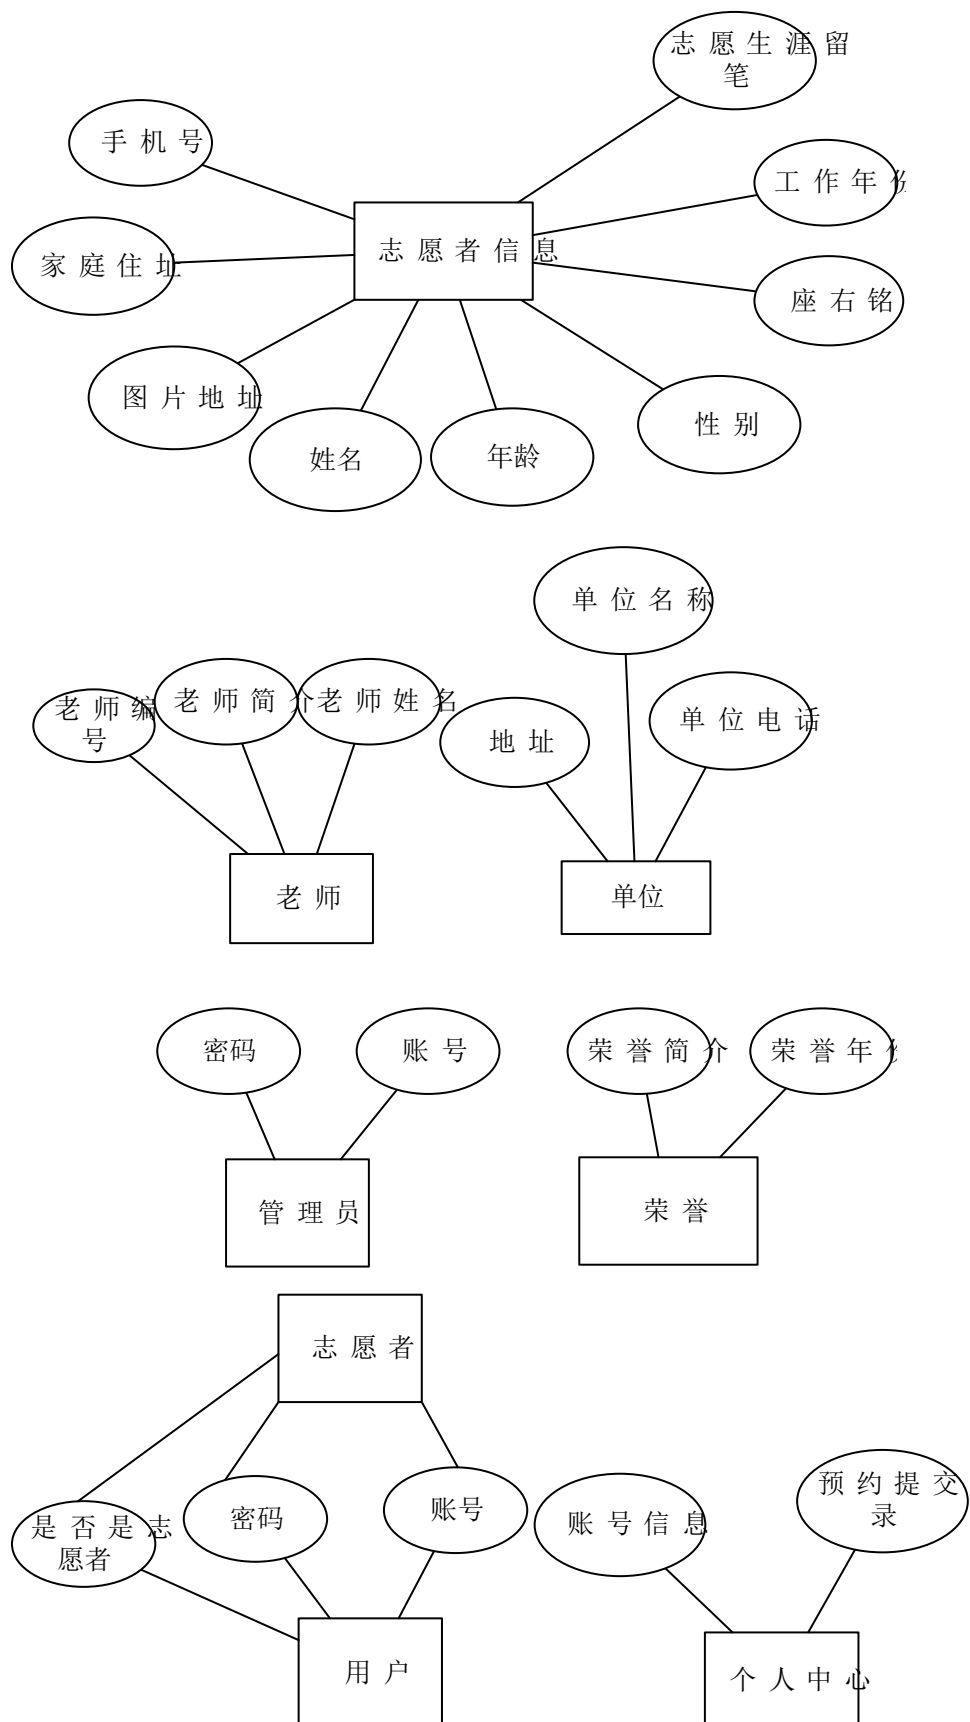 志愿生涯留
笔
手机号
工作年份
志愿者信息
家庭住址
座右铭
图片地址
姓名
年龄
性别
单位名称
老师编
号
老师简介
老师姓名
地址
单位电话
老师
单位
密码
账号
荣誉简介
荣誉年份
管理员
荣誉
志愿者
是否是志
愿者
密码
账号
账号信息
预约提交
录
用户
个人中心